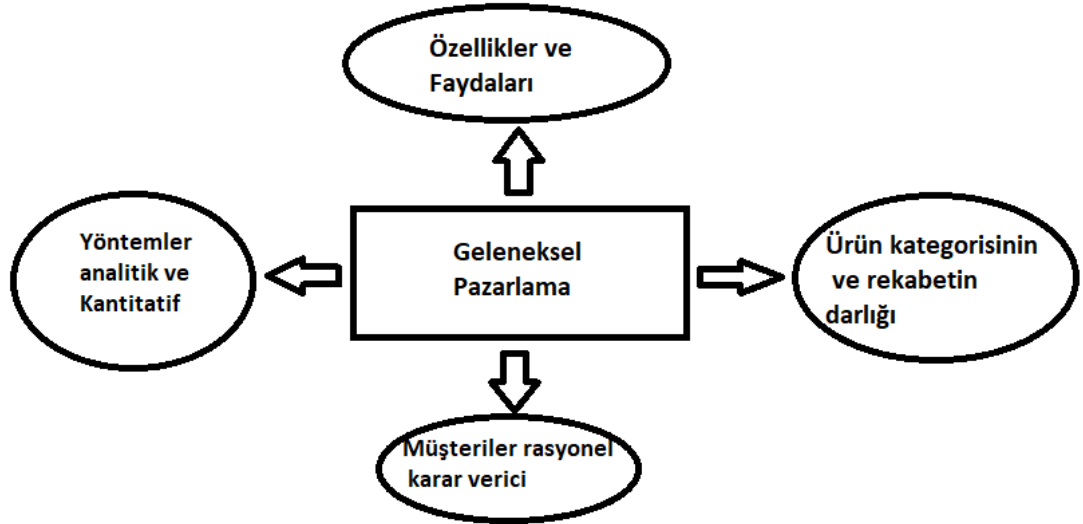 Özellikler ve
Faydaları
Yöntemler
analitik ve
Kantitatif
Geleneksel
Pazarlama
Ürün kategorisinin
ve rekabetin
darlığı
Müşteriler rasyonel
karar verici